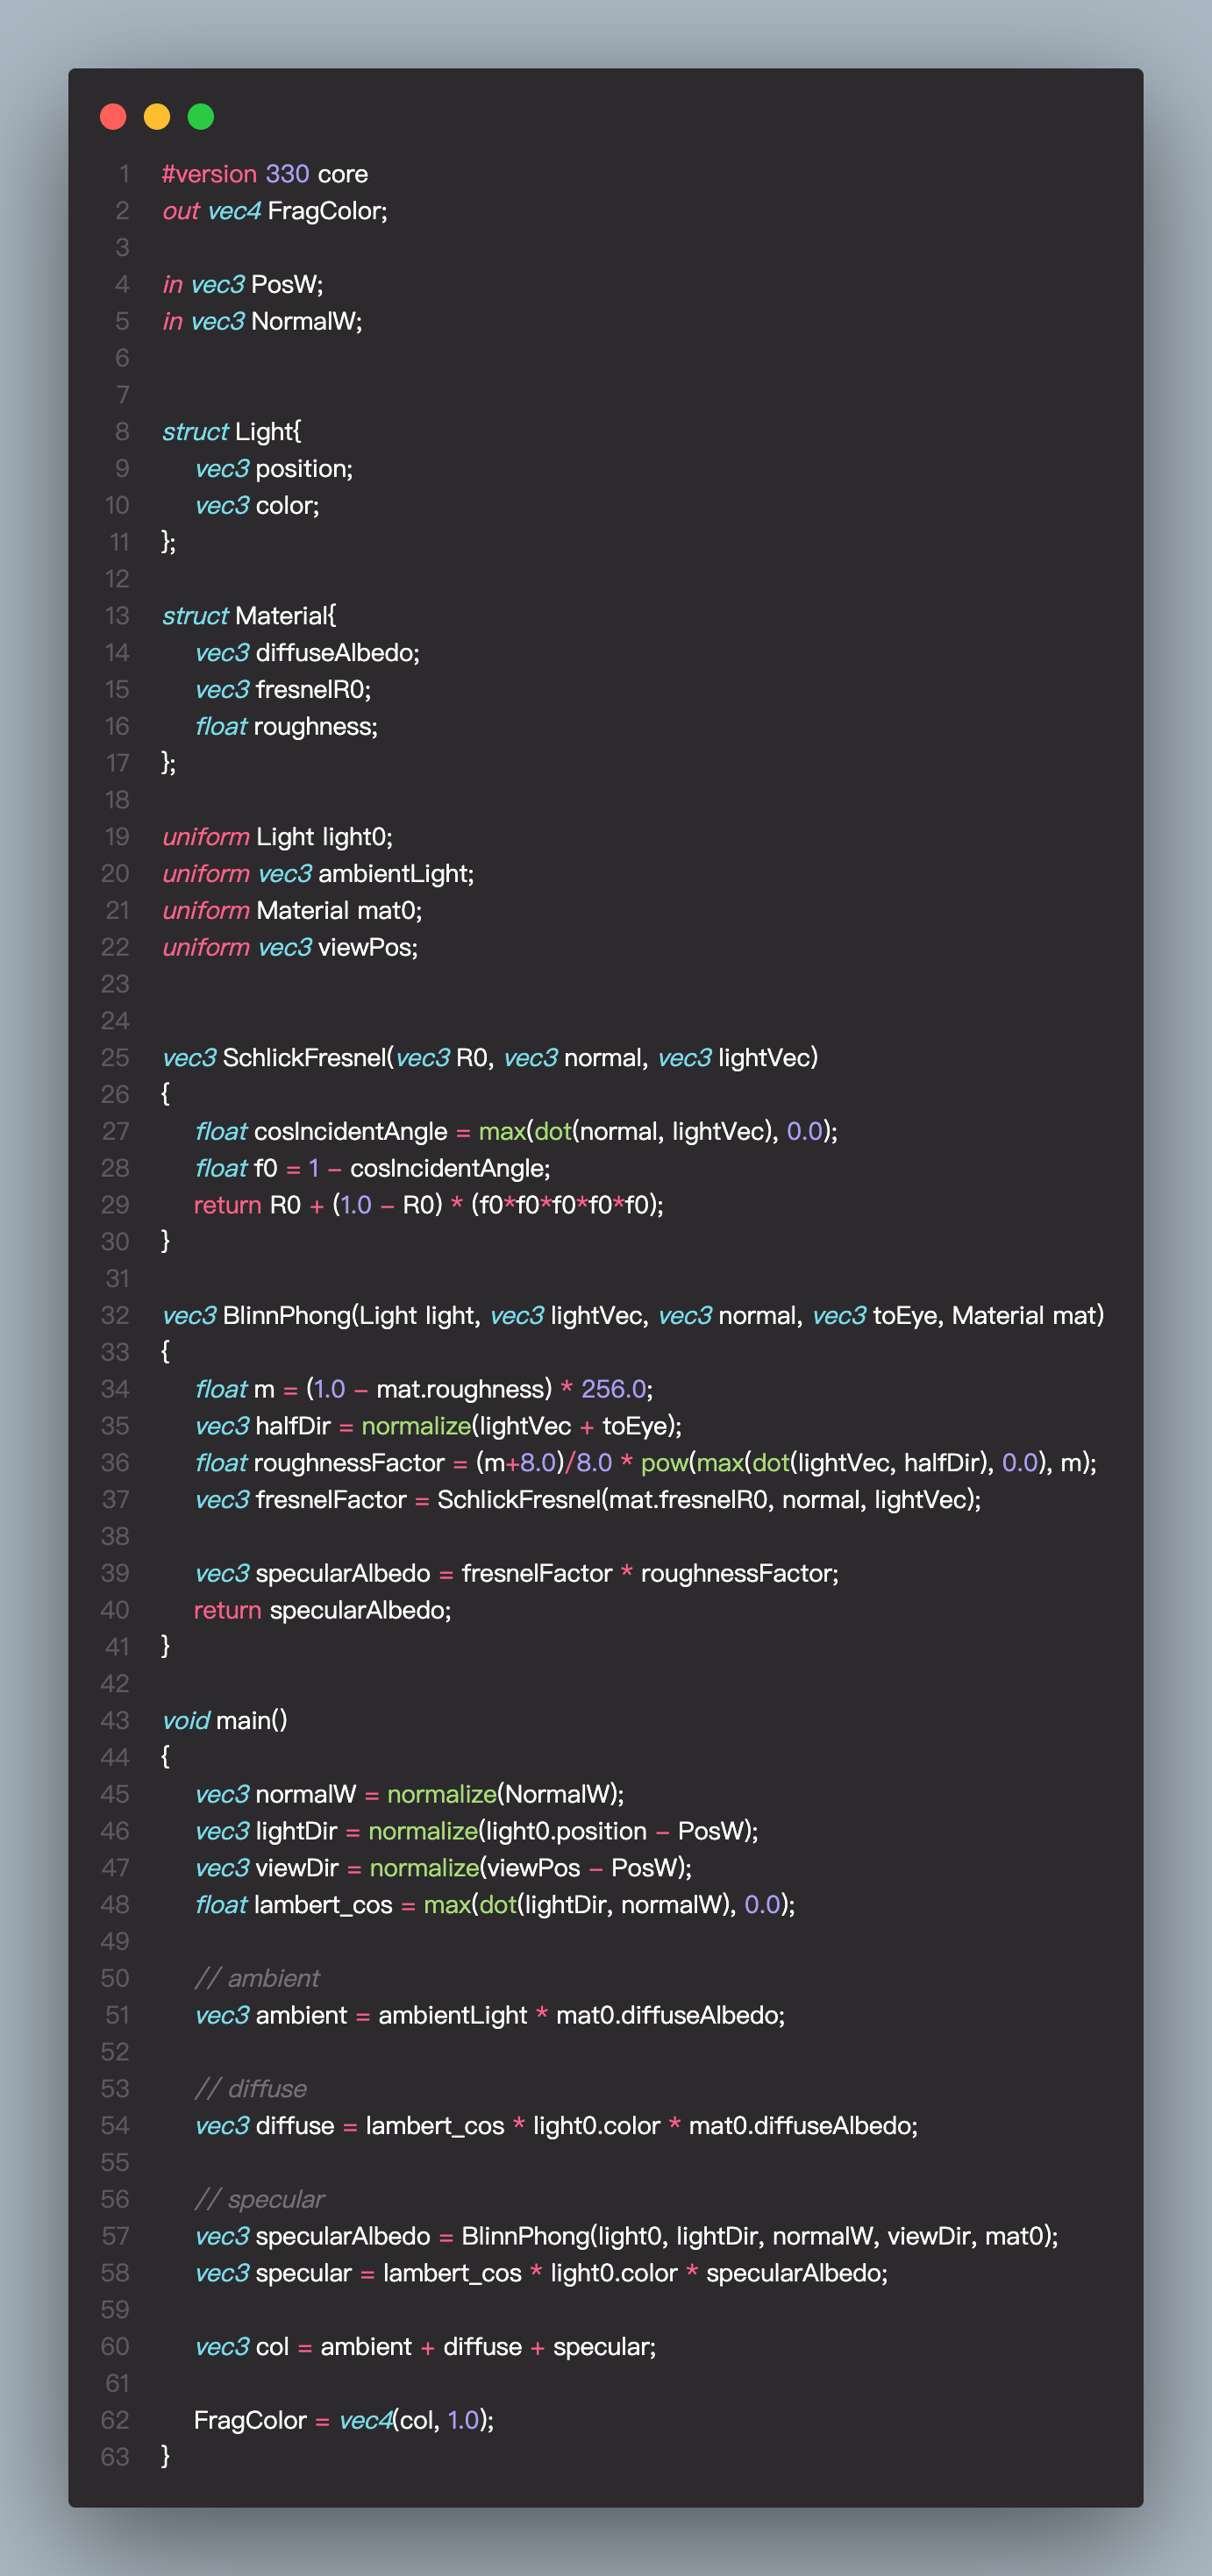 1 #version 330 core
2 out vec4 FragColor;
3
4 in vec3 PosW;
5 in vec3 NormalW;
6
7
8 struct Light{
9 vec3 position;
10 vec3 color;
11 };
12
13 struct Material{
14 vec3 diffuseAlbedo;
15 vec3 fresnelR0;
16 float roughness;
17 };
18
19 uniform Light light0;
20 uniform vec3 ambientLight;
21 uniform Material mat0;
22 uniform vec3 viewPos;
23
24
25 vec3 SchlickFresnel(vec3 R0, vec3 normal, vec3 lightVec)
26 {
27 float cosIncidentAngle = max(dot(normal, lightVec), 0.0);
28 float f0 = 1 - cosIncidentAngle;
29 return R0 + (1.0 - R0) * (f0*f0*f0*f0*f0);
30 }
31
32 vec3 BlinnPhong(Light light, vec3 lightVec, vec3 normal, vec3 toEye, Material mat)
33 {
34 float m = (1.0 - mat.roughness) * 256.0;
35 vec3 halfDir = normalize(lightVec + toEye);
36 float roughnessFactor = (m+8.0)/8.0 * pow(max(dot(lightVec, halfDir), 0.0), m);
37 vec3 fresnelFactor = SchlickFresnel(mat.fresnelR0, normal, lightVec);
38
39 vec3 specularAlbedo = fresnelFactor * roughnessFactor;
40 return specularAlbedo;
41 }
42
43 void main()
44 {
45 vec3 normalW = normalize(NormalW);
46 vec3 lightDir = normalize(light0.position - PosW);
47 vec3 viewDir = normalize(viewPos - PosW);
48 float lambert_cos = max(dot(lightDir, normalW), 0.0);
49
50 // ambient
51 vec3 ambient = ambientLight * mat0.diffuseAlbedo;
52
53 // diffuse
54 vec3 diffuse = lambert_cos * light0.color * mat0.diffuseAlbedo;
55
56 // specular
57 vec3 specularAlbedo = BlinnPhong(light0, lightDir, normalW, viewDir, mat0);
58 vec3 specular = lambert_cos * light0.color * specularAlbedo;
59
60 vec3 col = ambient + diffuse + specular;
61
62 FragColor = vec4(col, 1.0);
63 }